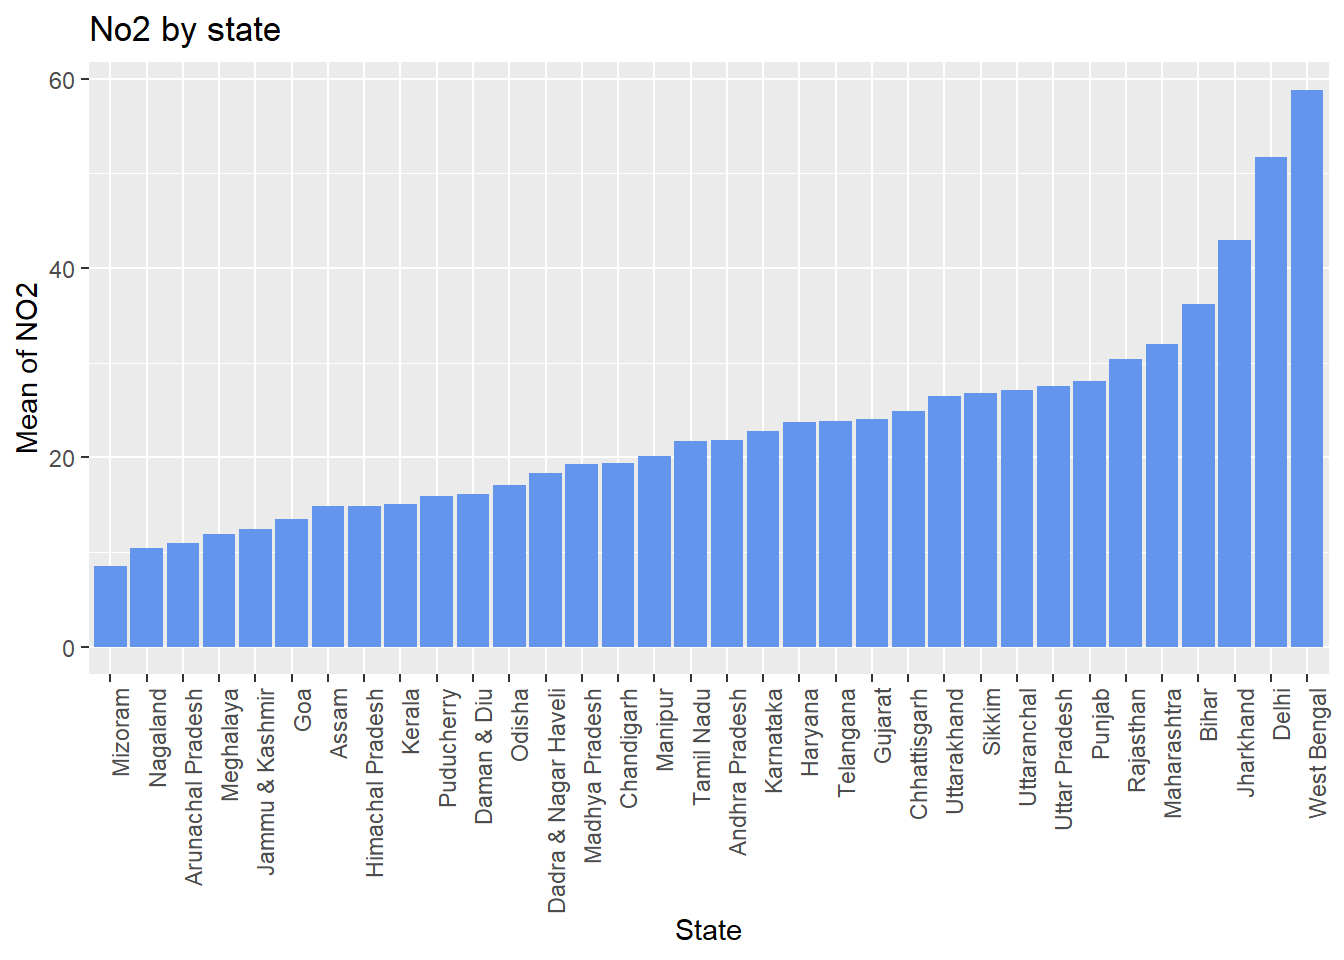 No2 by state
Mean of NO2
60
40
20
0
Mizoram
Nagaland
Arunachal Pradesh
Meghalaya
Jammu & Kashmir
Goa
Assam
Himachal Pradesh
Kerala
Puducherry
Daman & Diu
Odisha
Dadra & Nagar Haveli
Madhya Pradesh
Chandigarh
Manipur
Tamil Nadu
Andhra Pradesh
Karnataka
Haryana
Telangana
Gujarat
Chhattisgarh
Uttarakhand
Sikkim
Uttaranchal
Uttar Pradesh
Punjab
Rajasthan
Maharashtra
Bihar
Jharkhand
Delhi
West Bengal
State